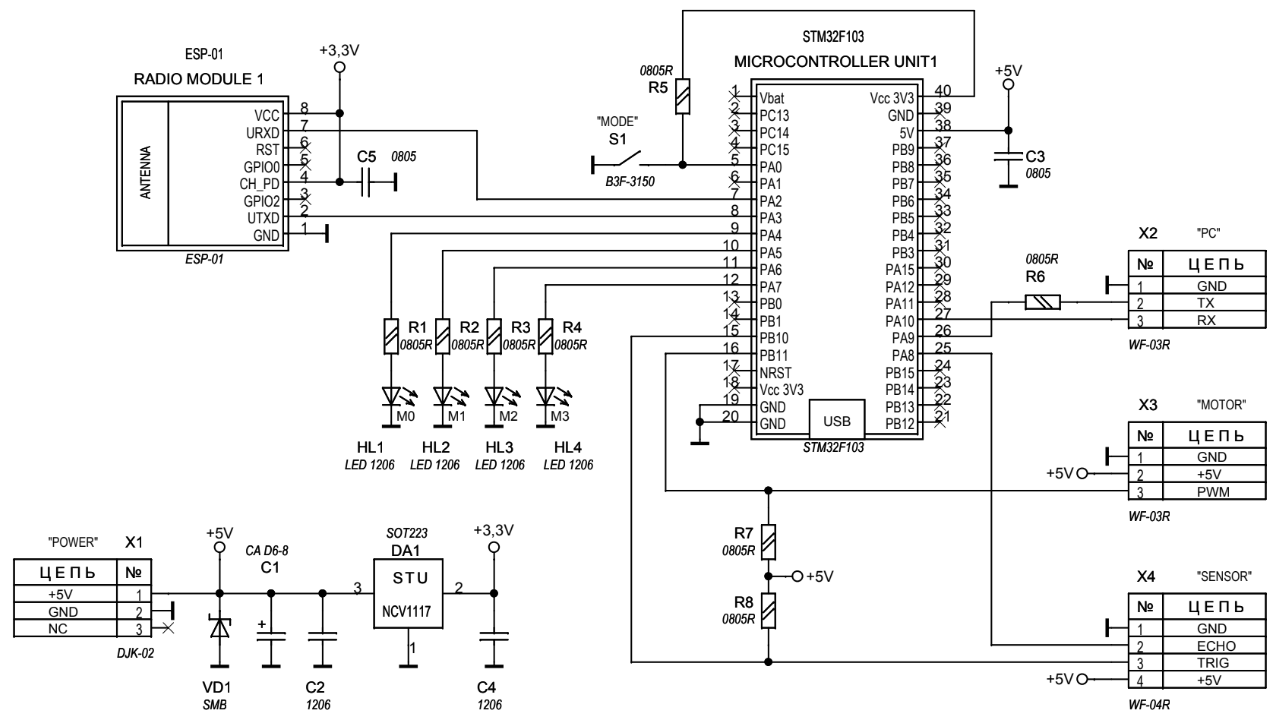 ESP-01
RADIO MODULE 1
ANTENNA
VCC 8
URXD 7
RST 6
GPIO0 5
CH_PD 4
GPIO2 3
UTXD 2
GND 1
ESP-01
+3,3V
C5 0805
"MODE"
S1
B3F-3150
0805R
R5
STM32F103
MICROCONTROLLER UNIT1
1 Vbat
2 PC13
3 PC14
4 PC15
5 PA0
6 PA1
7 PA2
8 PA3
9 PA4
10 PA5
11 PA6
12 PA7
13 PB0
14 PB1
15 PB10
16 PB11
17 NRST
18 Vcc 3V3
19 GND
20 GND
Vcc 3V3 40
GND 39
5V 38
PB9 37
PB8 36
PB7 35
PB6 34
PB5 33
PB4 32
PB3 31
PA15 30
PA12 29
PA11 28
PA10 27
PA9 26
PA8 25
PB15 24
PB14 23
PB13 22
PB12 21
USB
STM32F103
+5V
C3
0805
0805R
R6
X2 "PC"
№ ЦЕПЬ
1 GND
2 TX
3 RX
WF-03R
R1
0805R
R2
0805R
R3
0805R
R4
0805R
M0
M1
M2
M3
HL1
LED 1206
HL2
LED 1206
HL3
LED 1206
HL4
LED 1206
X3 "MOTOR"
№ ЦЕПЬ
1 GND
+5V 2 +5V
3 PWM
WF-03R
R7
0805R
+5V
R8
0805R
X4 "SENSOR"
№ ЦЕПЬ
1 GND
2 ECHO
3 TRIG
+5V 4 +5V
WF-04R
"POWER" X1
ЦЕПЬ №
+5V 1
GND 2
NC 3
DJK-02
+5V
VD1
SMB
CA D6-8
C1
+
C2
1206
SOT223
DA1
STU
NCV1117
3
2
1
+3,3V
C4
1206